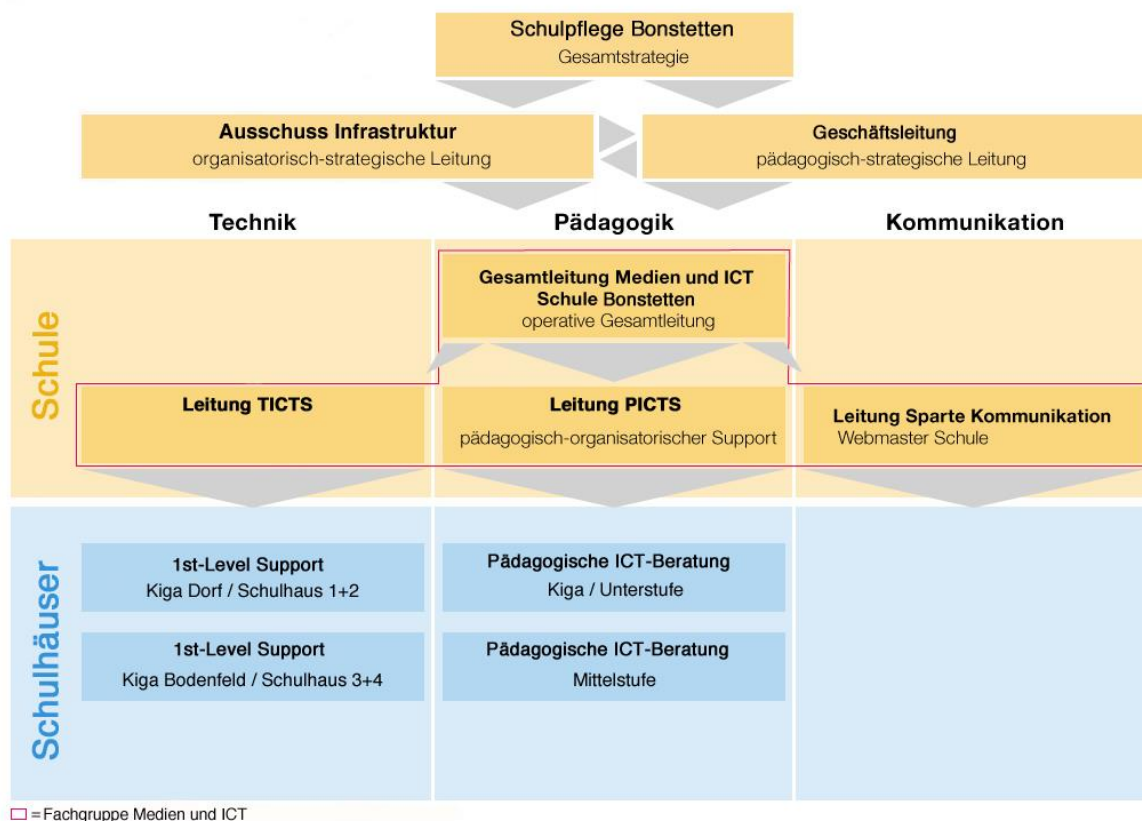 Schulpflege Bonstetten
Gesamtstrategie
Ausschuss Infrastruktur
organisatorisch-strategische Leitung
Geschäftsleitung
pädagogisch-strategische Leitung
Technik
Pädagogik
Kommunikation
Schule
Gesamtleitung Medien und ICT
Schule Bonstetten
operative Gesamtleitung
Leitung TICTS
Leitung PICTS
pädagogisch-organisatorischer Support
Leitung Sparte Kommunikation
Webmaster Schule
Schulhäuser
1st-Level Support
Kiga Dorf / Schulhaus 1+2
Pädagogische ICT-Beratung
Kiga / Unterstufe
1st-Level Support
Kiga Bodenfeld / Schulhaus 3+4
Pädagogische ICT-Beratung
Mittelstufe
= Fachgruppe Medien und ICT